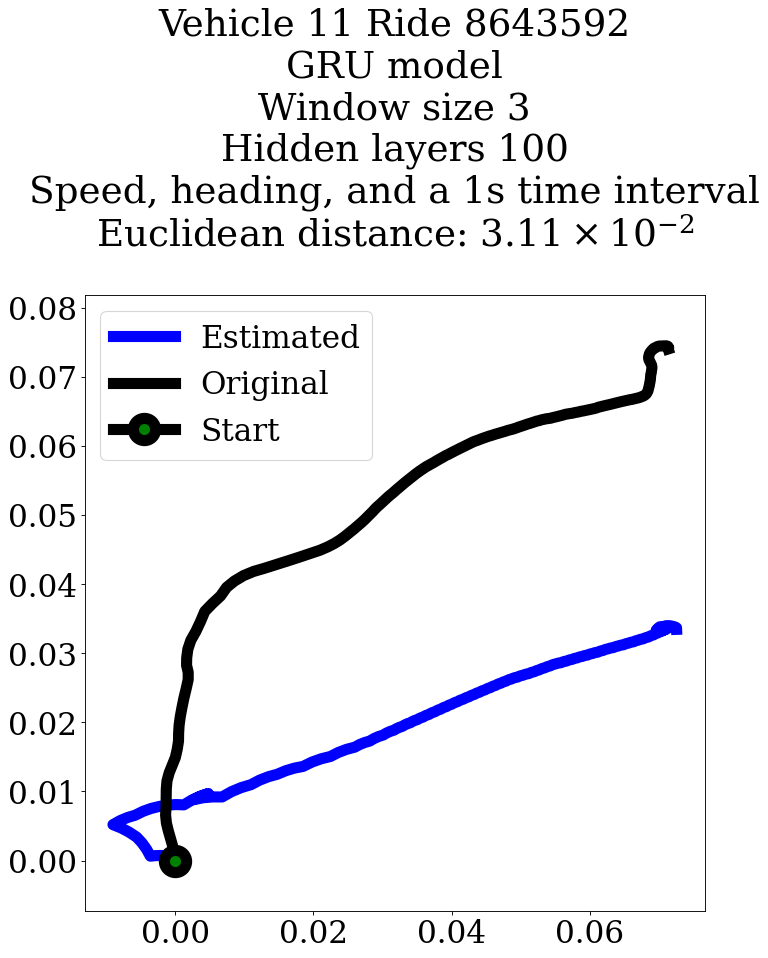 Vehicle 11 Ride 8643592
GRU model
Window size 3
Hidden layers 100
Speed, heading, and a 1s time interval
Euclidean distance: 3.11 × 10⁻²
0.08
0.07
0.06
0.05
0.04
0.03
0.02
0.01
0.00
Estimated
Original
Start
0.00 0.02 0.04 0.06